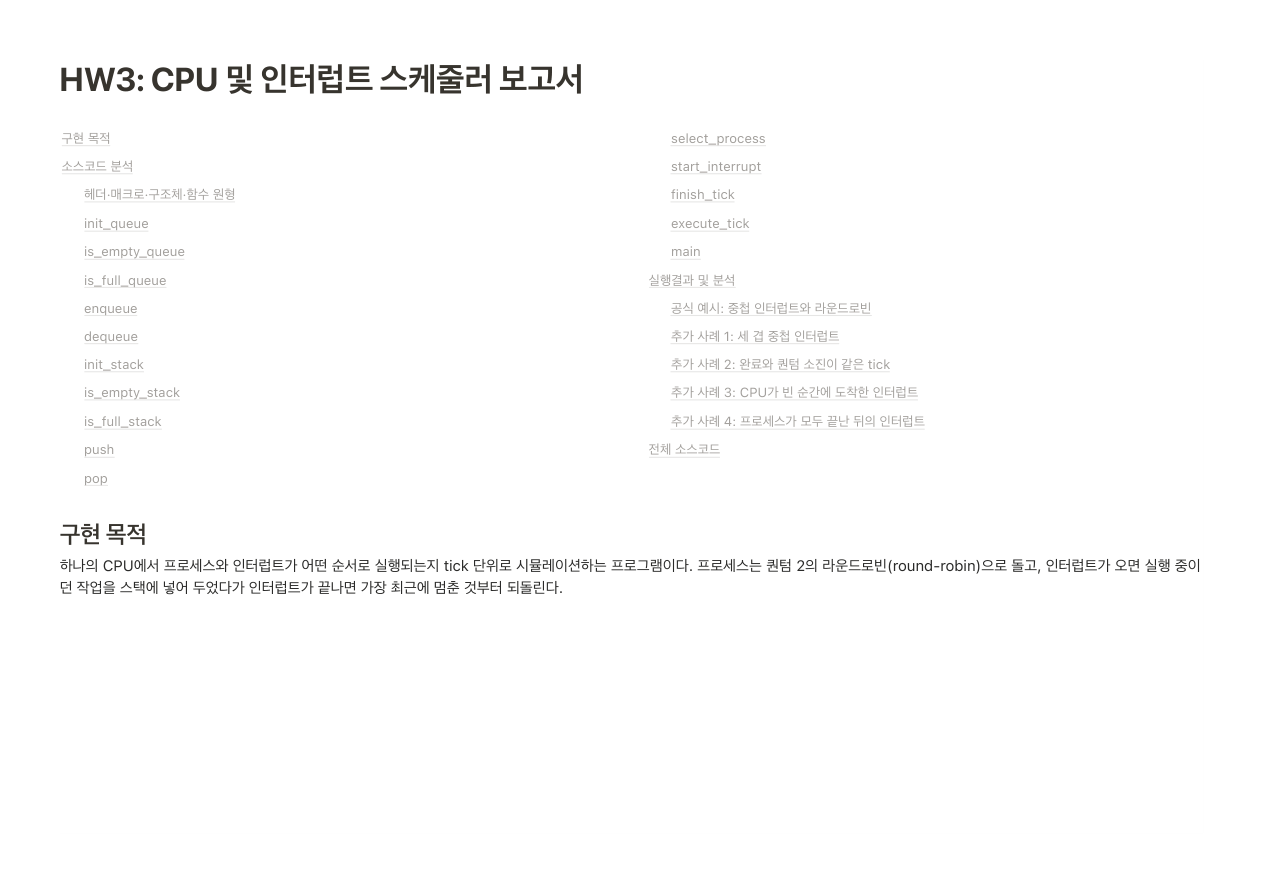 HW3: CPU 및 인터럽트 스케줄러 보고서
구현 목적
소스코드 분석
헤더·매크로·구조체·함수 원형
init_queue
is_empty_queue
is_full_queue
enqueue
dequeue
init_stack
is_empty_stack
is_full_stack
push
pop
select_process
start_interrupt
finish_tick
execute_tick
main
실행결과 및 분석
공식 예시: 중첩 인터럽트와 라운드로빈
추가 사례 1: 세 겹 중첩 인터럽트
추가 사례 2: 완료와 퀀텀 소진이 같은 tick
추가 사례 3: CPU가 빈 순간에 도착한 인터럽트
추가 사례 4: 프로세스가 모두 끝난 뒤의 인터럽트
전체 소스코드
구현 목적
하나의 CPU에서 프로세스와 인터럽트가 어떤 순서로 실행되는지 tick 단위로 시뮬레이션하는 프로그램이다. 프로세스는 퀀텀 2의 라운드로빈(round-robin)으로 돌고, 인터럽트가 오면 실행 중이
던 작업을 스택에 넣어 두었다가 인터럽트가 끝나면 가장 최근에 멈춘 것부터 되돌린다.